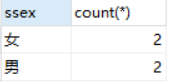 ssex count(*)
女 2
男 2